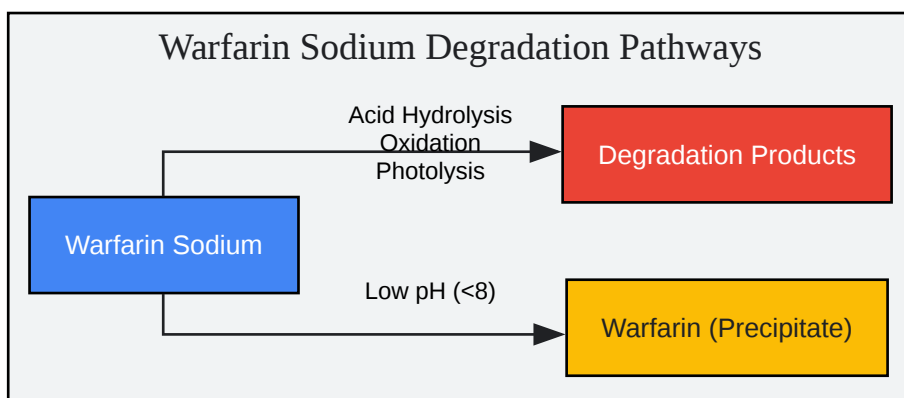 Warfarin Sodium Degradation Pathways
Acid Hydrolysis
Oxidation
Photolysis
Degradation Products
Warfarin Sodium
Low pH (<8)
Warfarin (Precipitate)